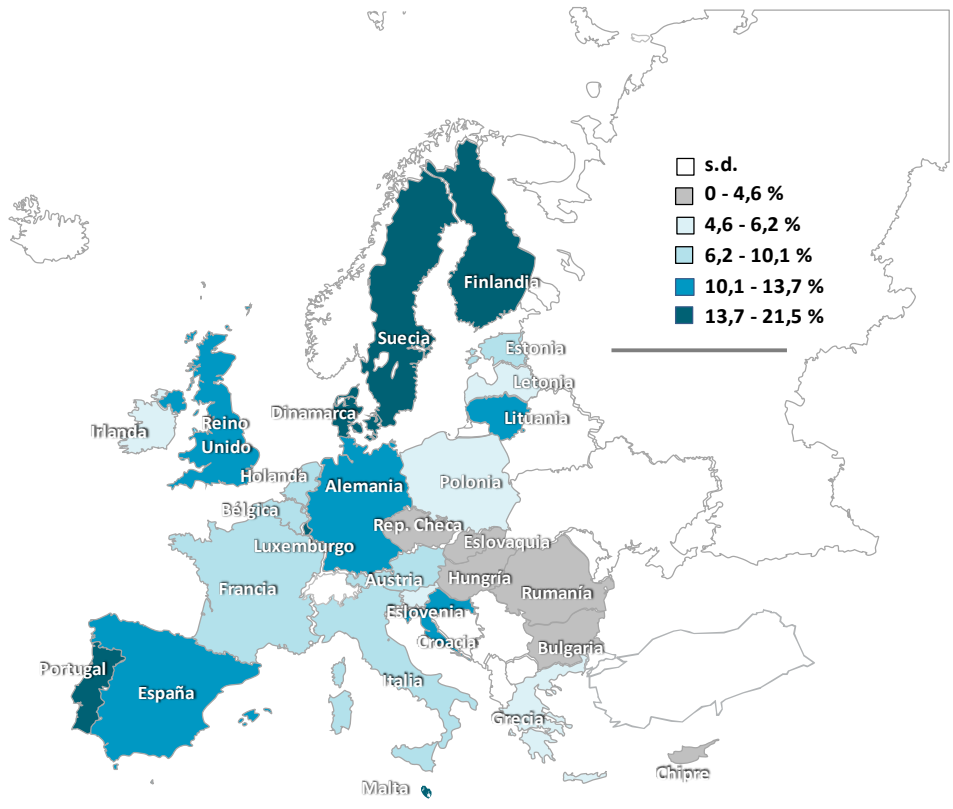 s.d.
0 - 4,6 %
4,6 - 6,2 %
6,2 - 10,1 %
10,1 - 13,7 %
13,7 - 21,5 %
Finlandia
Suecia
Estonia
Letonia
Dinamarca
Lituania
Irlanda
Reino
Unido
Holanda
Alemania
Polonia
Bélgica
Rep. Checa
Luxemburgo
Eslovaquia
Austria
Hungría
Francia
Rumanía
Eslovenia
Croacia
Bulgaria
Portugal
España
Italia
Grecia
Chipre
Malta